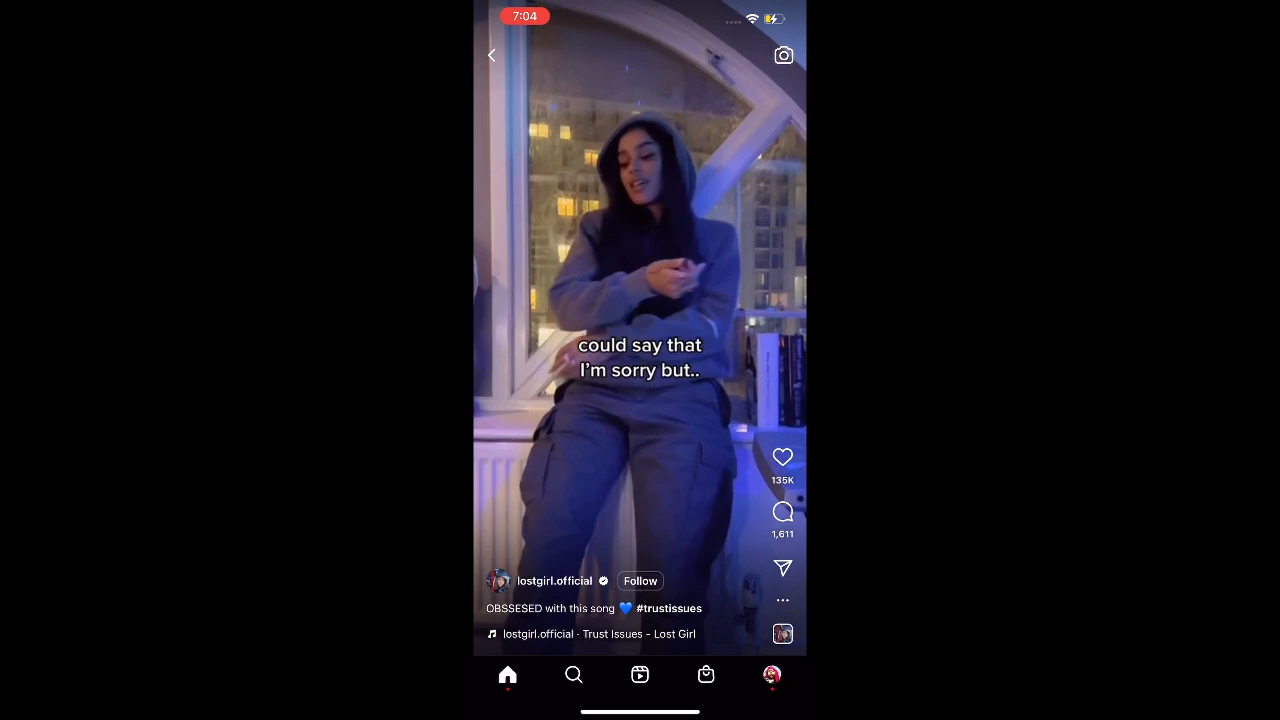 7:04
could say that
I'm sorry but..
135K
1,611
lostgirl.official Follow
OBSSESED with this song 💙 #trustissues
lostgirl.official · Trust Issues - Lost Girl